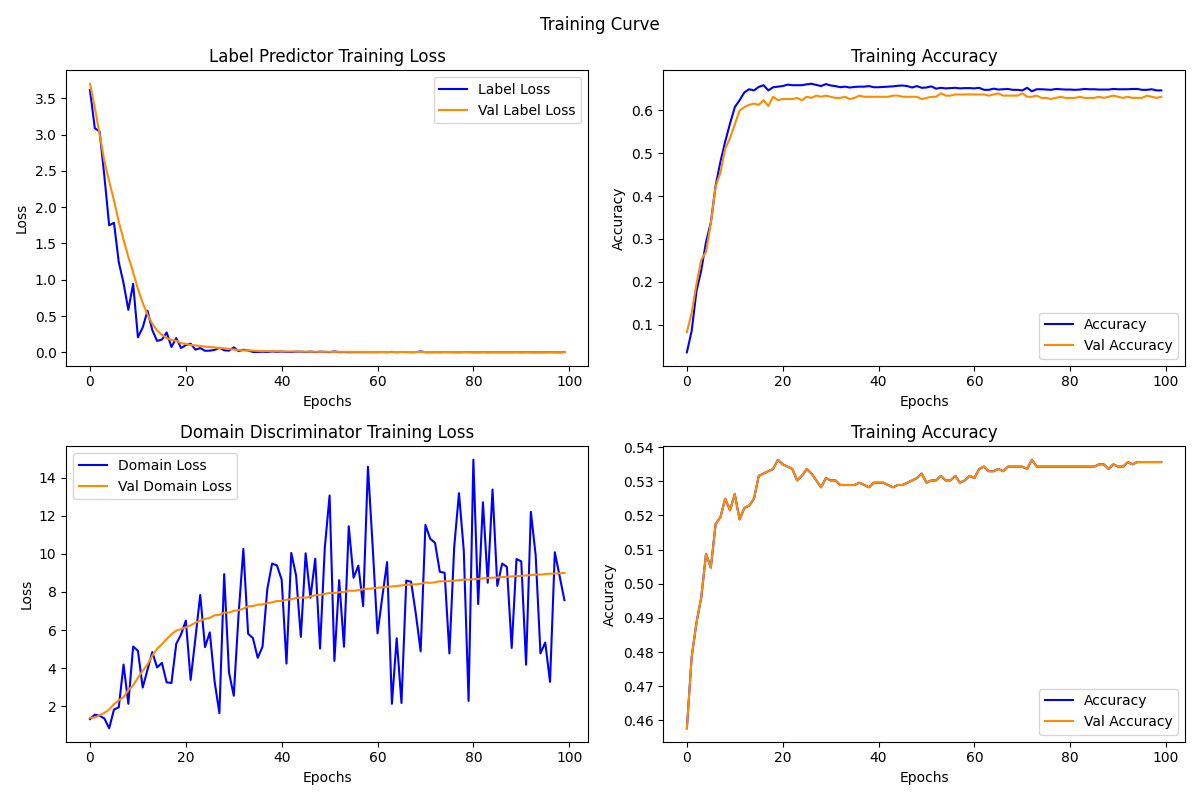 Training Curve
Label Predictor Training Loss
Loss
3.5
3.0
2.5
2.0
1.5
1.0
0.5
0.0
Label Loss
Val Label Loss
0 20 40 60 80 100
Epochs
Training Accuracy
Accuracy
0.6
0.5
0.4
0.3
0.2
0.1
Accuracy
Val Accuracy
0 20 40 60 80 100
Epochs
Domain Discriminator Training Loss
Loss
14
12
10
8
6
4
2
Domain Loss
Val Domain Loss
0 20 40 60 80 100
Epochs
Training Accuracy
Accuracy
0.54
0.53
0.52
0.51
0.50
0.49
0.48
0.47
0.46
Accuracy
Val Accuracy
0 20 40 60 80 100
Epochs